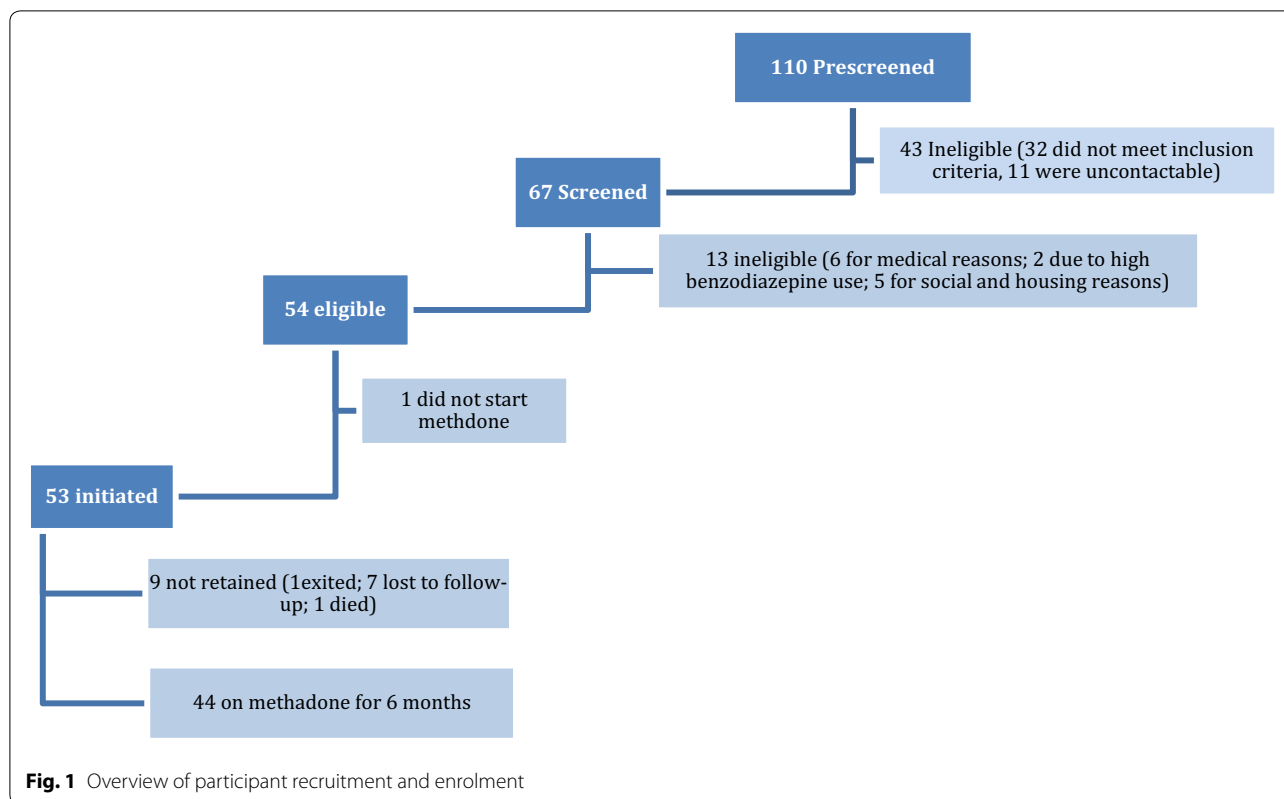 110 Prescreened
43 Ineligible (32 did not meet inclusion
criteria, 11 were uncontactable)
67 Screened
13 ineligible (6 for medical reasons; 2 due to high
benzodiazepine use; 5 for social and housing reasons)
54 eligible
1 did not start
methdone
53 initiated
9 not retained (1exited; 7 lost to follow-
up; 1 died)
44 on methadone for 6 months
Fig. 1 Overview of participant recruitment and enrolment